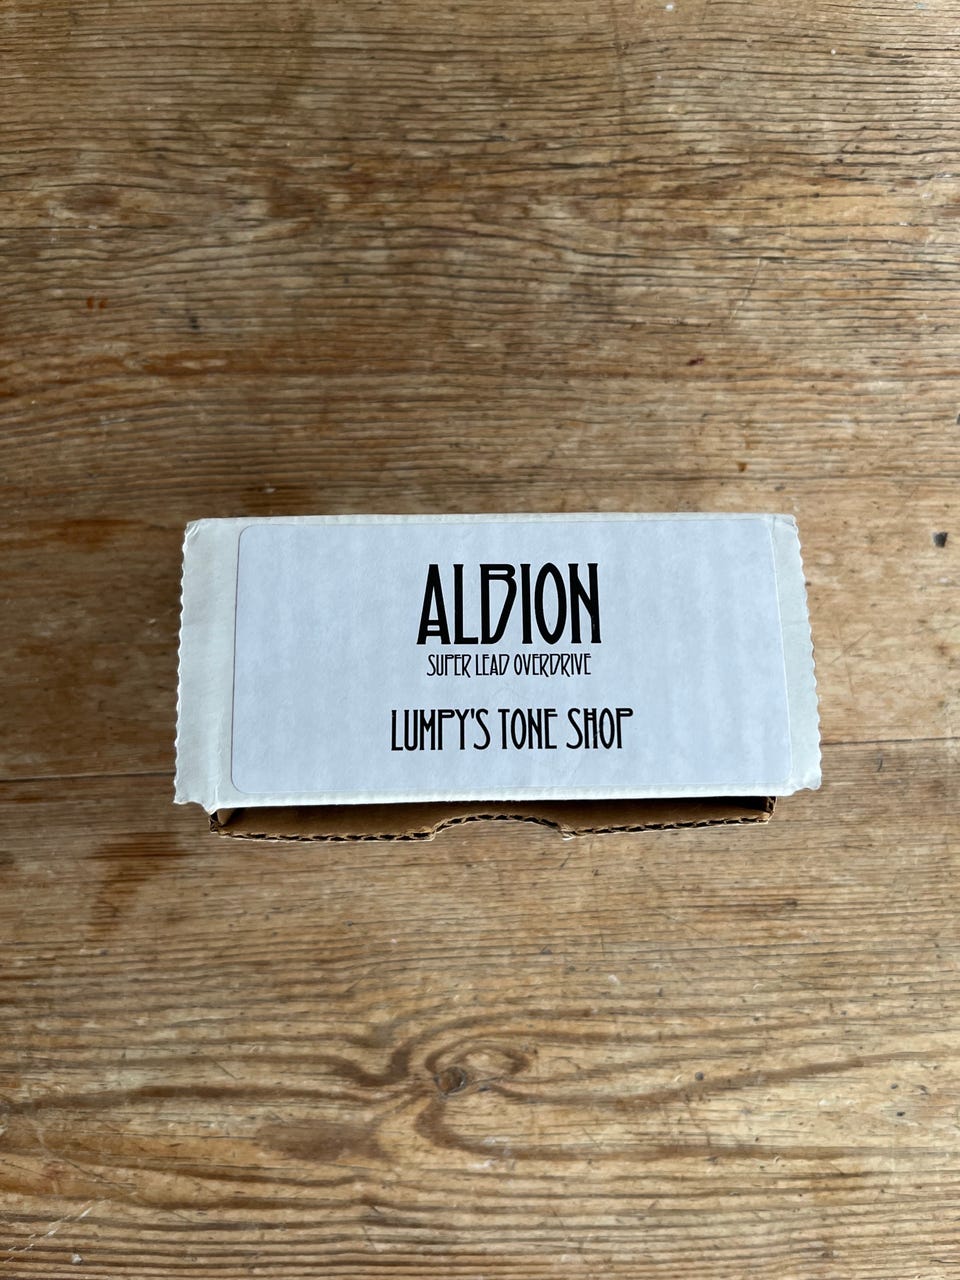 ALBION
SUPER LEAD OVERDRIVE
LUMPY'S TONE SHOP